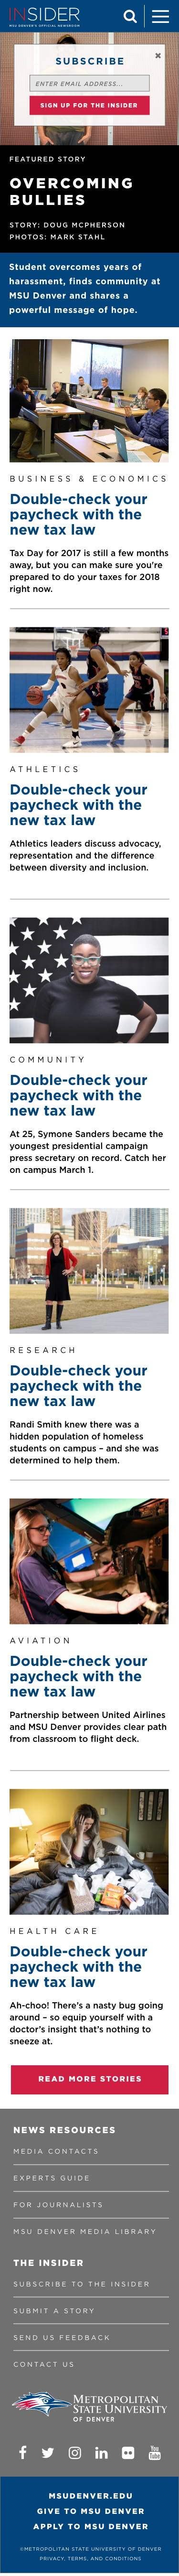 INSIDER
MSU DENVER'S OFFICIAL NEWSROOM
SUBSCRIBE
ENTER EMAIL ADDRESS...
SIGN UP FOR THE INSIDER
FEATURED STORY
OVERCOMING
BULLIES
STORY: DOUG MCPHERSON
PHOTOS: MARK STAHL
Student overcomes years of
harassment, finds community at
MSU Denver and shares a
powerful message of hope.
BUSINESS & ECONOMICS
Double-check your
paycheck with the
new tax law
Tax Day for 2017 is still a few months
away, but you can make sure you're
prepared to do your taxes for 2018
right now.
ATHLETICS
Double-check your
paycheck with the
new tax law
Athletics leaders discuss advocacy,
representation and the difference
between diversity and inclusion.
COMMUNITY
Double-check your
paycheck with the
new tax law
At 25, Symone Sanders became the
youngest presidential campaign
press secretary on record. Catch her
on campus March 1.
RESEARCH
Double-check your
paycheck with the
new tax law
Randi Smith knew there was a
hidden population of homeless
students on campus – and she was
determined to help them.
AVIATION
Double-check your
paycheck with the
new tax law
Partnership between United Airlines
and MSU Denver provides clear path
from classroom to flight deck.
HEALTH CARE
Double-check your
paycheck with the
new tax law
Ah-choo! There's a nasty bug going
around – so equip yourself with a
doctor's insight that's nothing to
sneeze at.
READ MORE STORIES
NEWS RESOURCES
MEDIA CONTACTS
EXPERTS GUIDE
FOR JOURNALISTS
MSU DENVER MEDIA LIBRARY
THE INSIDER
SUBSCRIBE TO THE INSIDER
SUBMIT A STORY
SEND US FEEDBACK
CONTACT US
METROPOLITAN
STATE UNIVERSITY
OF DENVER
You Tube
MSUDENVER.EDU
GIVE TO MSU DENVER
APPLY TO MSU DENVER
©METROPOLITAN STATE UNIVERSITY OF DENVER
PRIVACY, TERMS, AND CONDITIONS